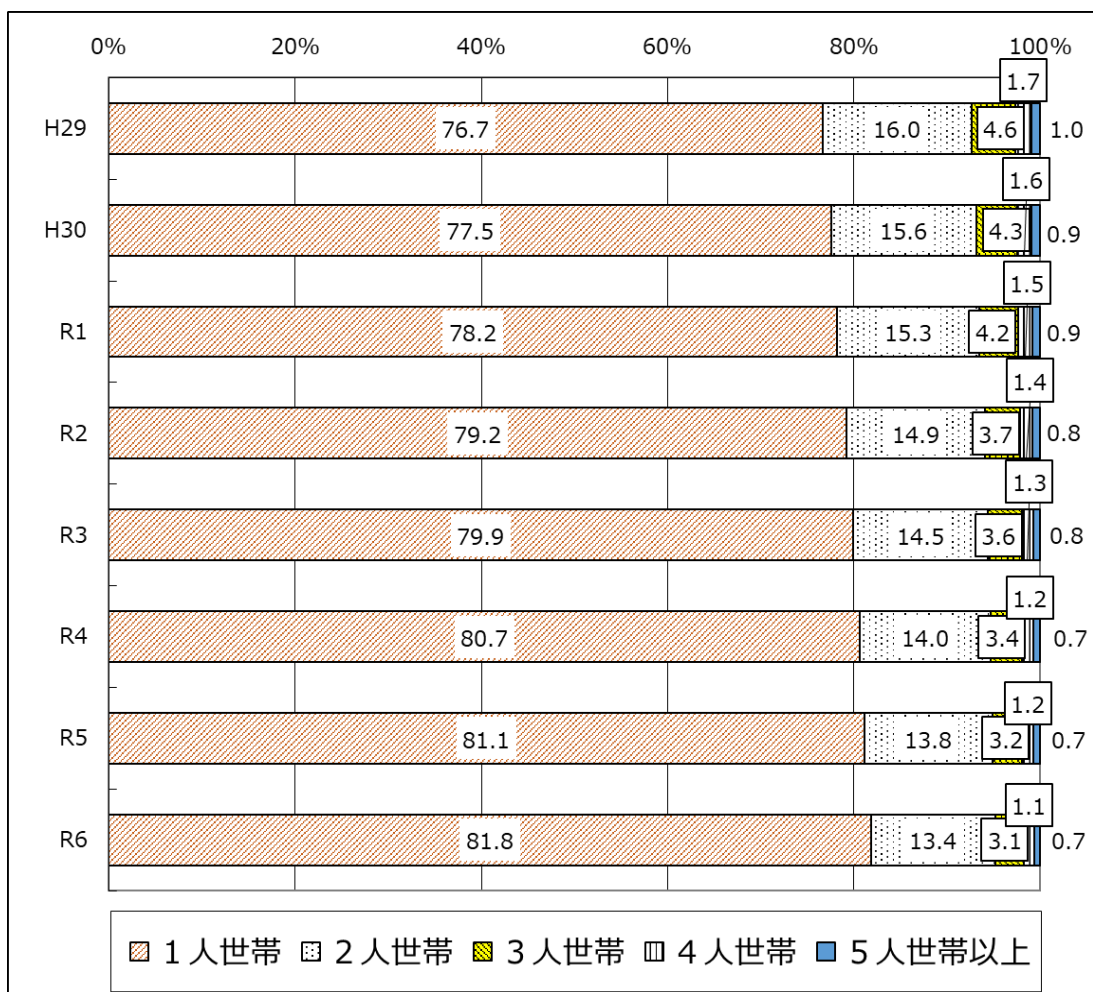 0% 20% 40% 60% 80% 100%
1.7
H29 76.7 16.0 4.6 1.0
1.6
H30 77.5 15.6 4.3 0.9
1.5
R1 78.2 15.3 4.2 0.9
1.4
R2 79.2 14.9 3.7 0.8
1.3
R3 79.9 14.5 3.6 0.8
1.2
R4 80.7 14.0 3.4 0.7
1.2
R5 81.1 13.8 3.2 0.7
1.1
R6 81.8 13.4 3.1 0.7
１人世帯 ２人世帯 ３人世帯 ４人世帯 ５人世帯以上